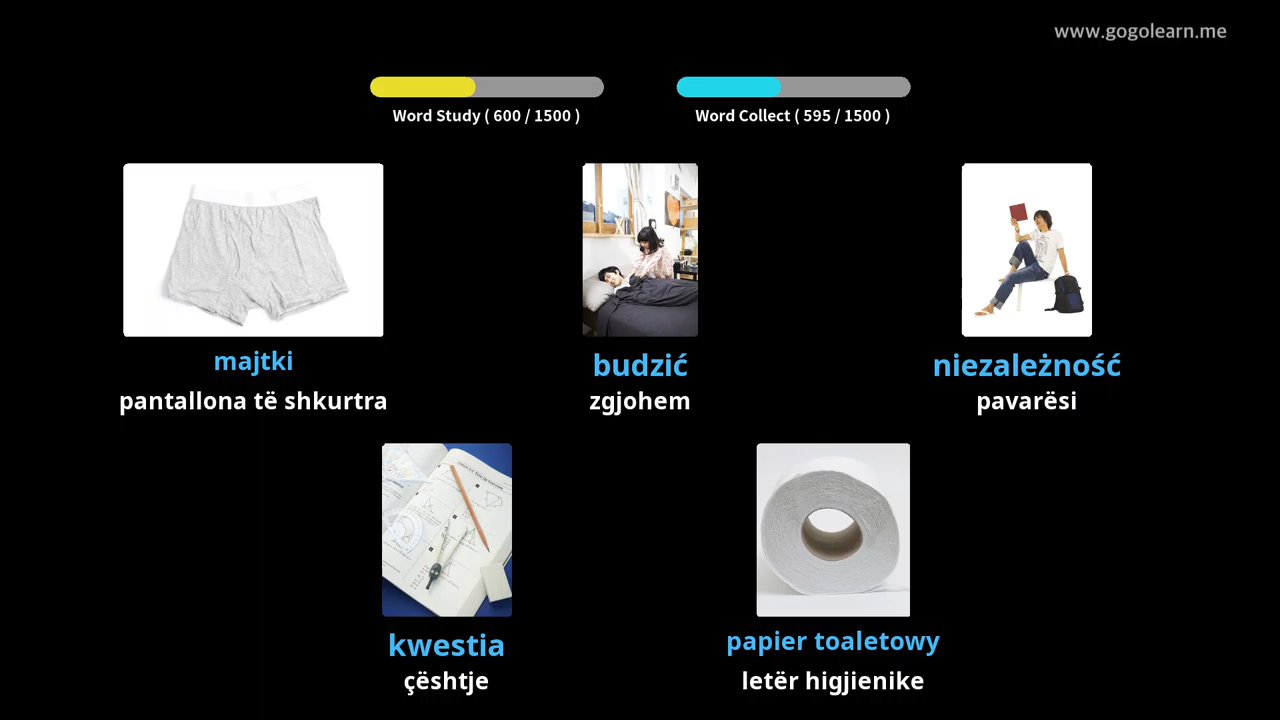 www.gogolearn.me
Word Study ( 600 / 1500 )
Word Collect ( 595 / 1500 )
majtki
pantallona të shkurtra
budzić
zgjohem
niezależność
pavarësi
kwestia
çështje
papier toaletowy
letër higjienike